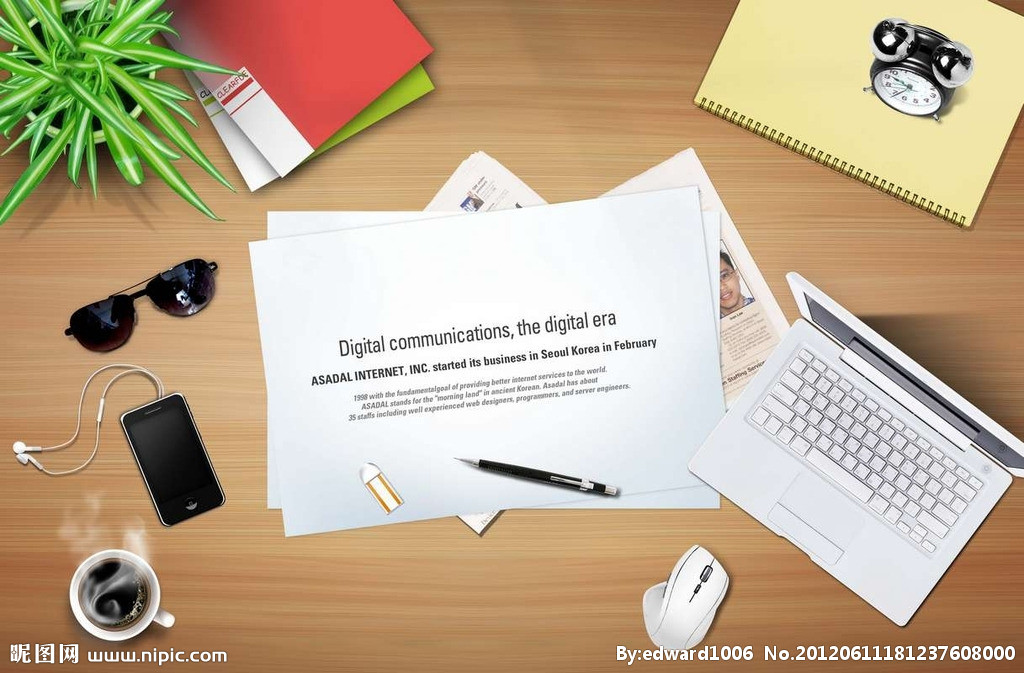 CLEARFILE
Digital communications, the digital era
ASADAL INTERNET, INC. started its business in Seoul Korea in February
1998 with the fundamentalgoal of providing better internet services to the world.
ASADAL stands for the "morning land" in ancient Korean. Asadal has about
35 staffs including well experienced web designers, programmers, and server engineers.
昵图网 www.nipic.com
By:edward1006 No.20120611181237608000